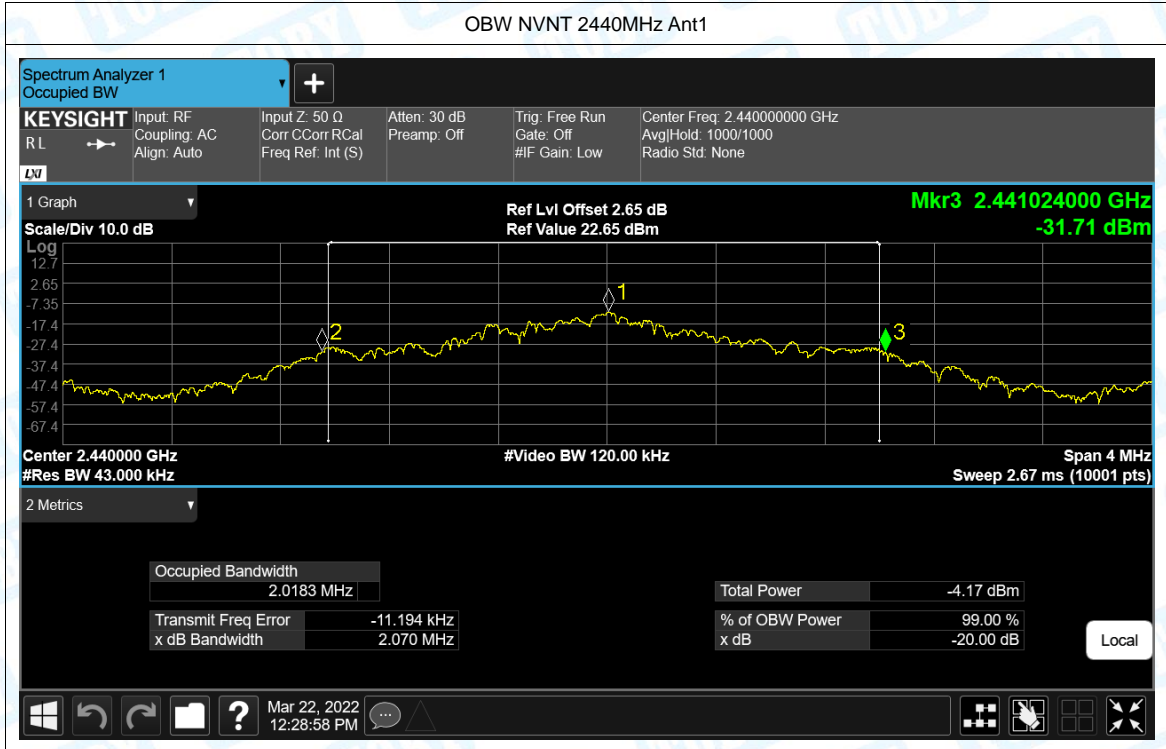 OBW NVNT 2440MHz Ant1
Spectrum Analyzer 1
Occupied BW
KEYSIGHT
RL
LXI
Input: RF
Coupling: AC
Align: Auto
Input Z: 50 Ω
Corr CCorr RCal
Freq Ref: Int (S)
Atten: 30 dB
Preamp: Off
Trig: Free Run
Gate: Off
#IF Gain: Low
Center Freq: 2.440000000 GHz
Avg|Hold: 1000/1000
Radio Std: None
1 Graph
Scale/Div 10.0 dB
Ref Lvl Offset 2.65 dB
Ref Value 22.65 dBm
Mkr3 2.441024000 GHz
-31.71 dBm
Log
12.7
2.65
-7.35
-17.4
-27.4
-37.4
-47.4
-57.4
-67.4
1
2
3
Center 2.440000 GHz
#Res BW 43.000 kHz
#Video BW 120.00 kHz
Span 4 MHz
Sweep 2.67 ms (10001 pts)
2 Metrics
Occupied Bandwidth
2.0183 MHz
Transmit Freq Error -11.194 kHz
x dB Bandwidth 2.070 MHz
Total Power -4.17 dBm
% of OBW Power 99.00 %
x dB -20.00 dB
Local
Mar 22, 2022
12:28:58 PM
TOBY